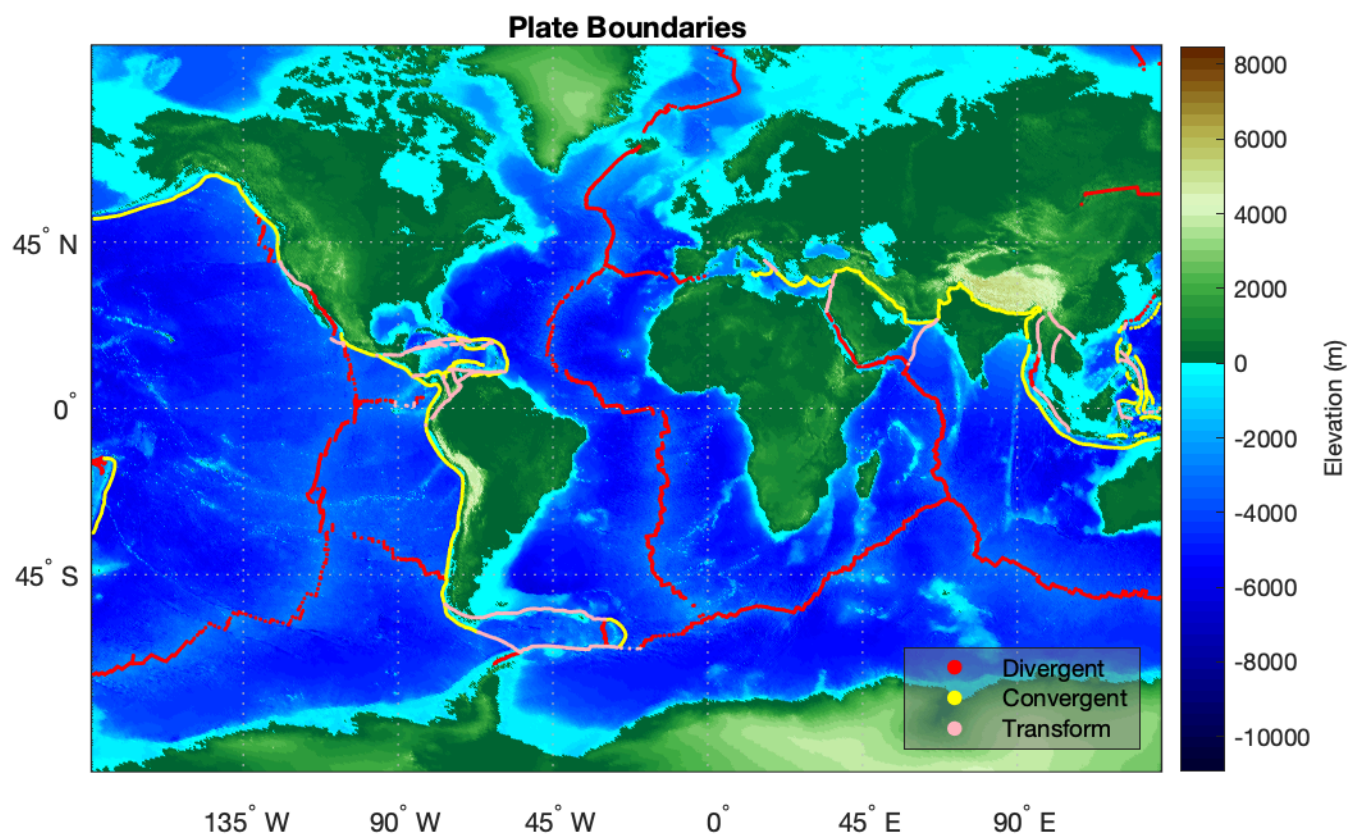 Plate Boundaries
45° N
0°
45° S
135° W
90° W
45° W
0°
45° E
90° E
Divergent
Convergent
Transform
8000
6000
4000
2000
0
-2000
-4000
-6000
-8000
-10000
Elevation (m)